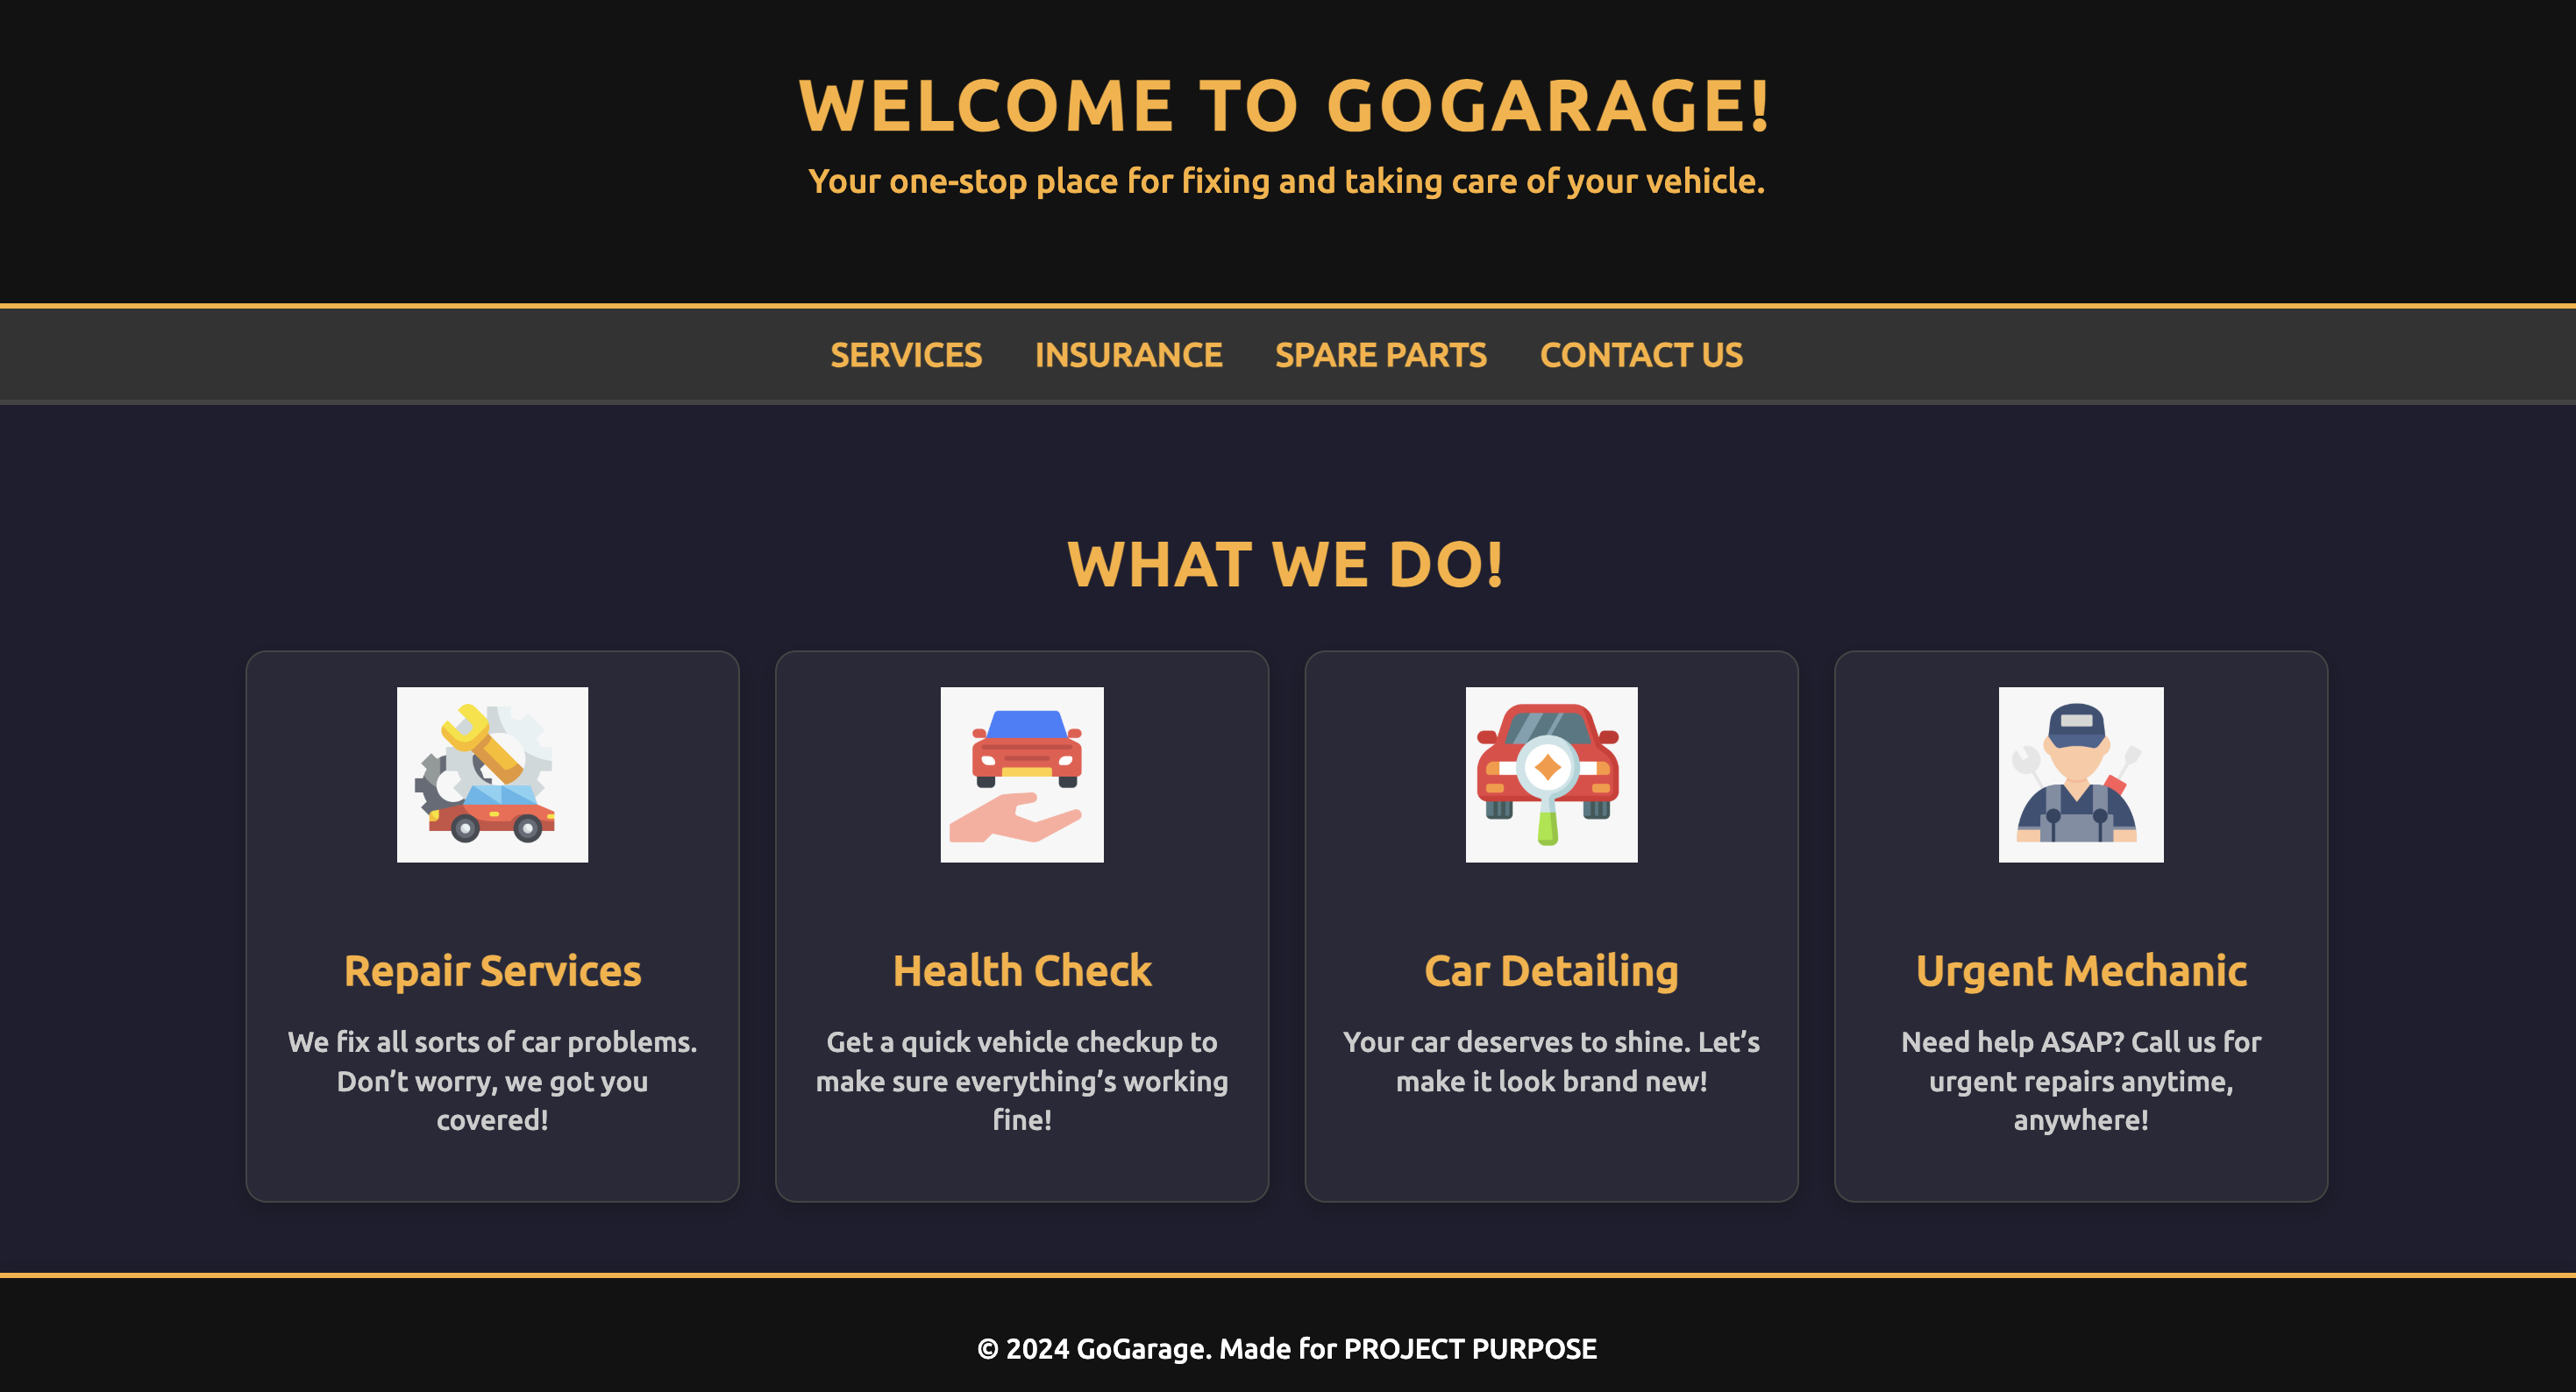 WELCOME TO GOGARAGE!
Your one-stop place for fixing and taking care of your vehicle.
SERVICES INSURANCE SPARE PARTS CONTACT US
WHAT WE DO!
Repair Services
We fix all sorts of car problems.
Don’t worry, we got you
covered!
Health Check
Get a quick vehicle checkup to
make sure everything’s working
fine!
Car Detailing
Your car deserves to shine. Let’s
make it look brand new!
Urgent Mechanic
Need help ASAP? Call us for
urgent repairs anytime,
anywhere!
© 2024 GoGarage. Made for PROJECT PURPOSE